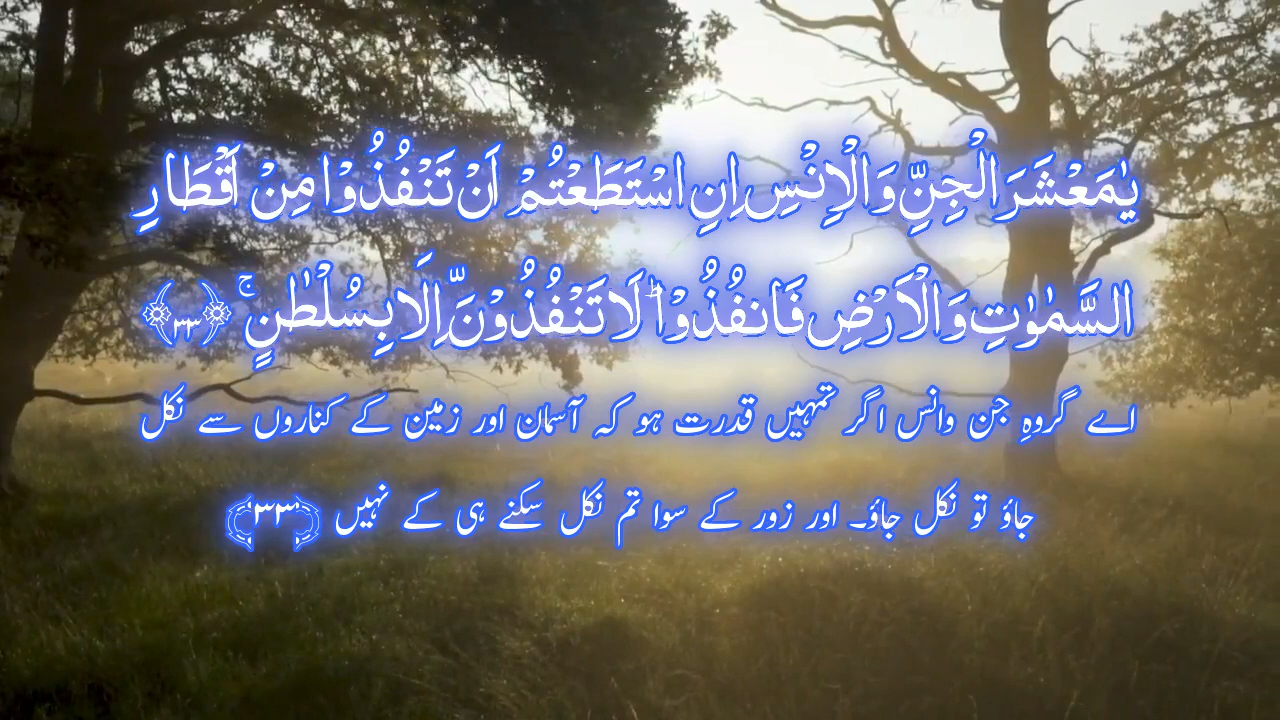 یٰمَعْشَرَ الْجِنِّ وَالْاِنْسِ اِنِ اسْتَطَعْتُمْ اَنْ تَنْفُذُوْا مِنْ اَقْطَارِ
السَّمٰوٰتِ وَالْاَرْضِ فَانفُذُوْا ؕ لَا تَنْفُذُوْنَ اِلَّا بِسُلْطٰنٍ ۚ ﴿۳۳﴾
اے گروہِ جن وانس اگر تمہیں قدرت ہو کہ آسمان اور زمین کے کناروں سے نکل
جاؤ تو نکل جاؤ۔ اور زور کے سوا تم نکل سکنے ہی کے نہیں ﴿۳۳﴾